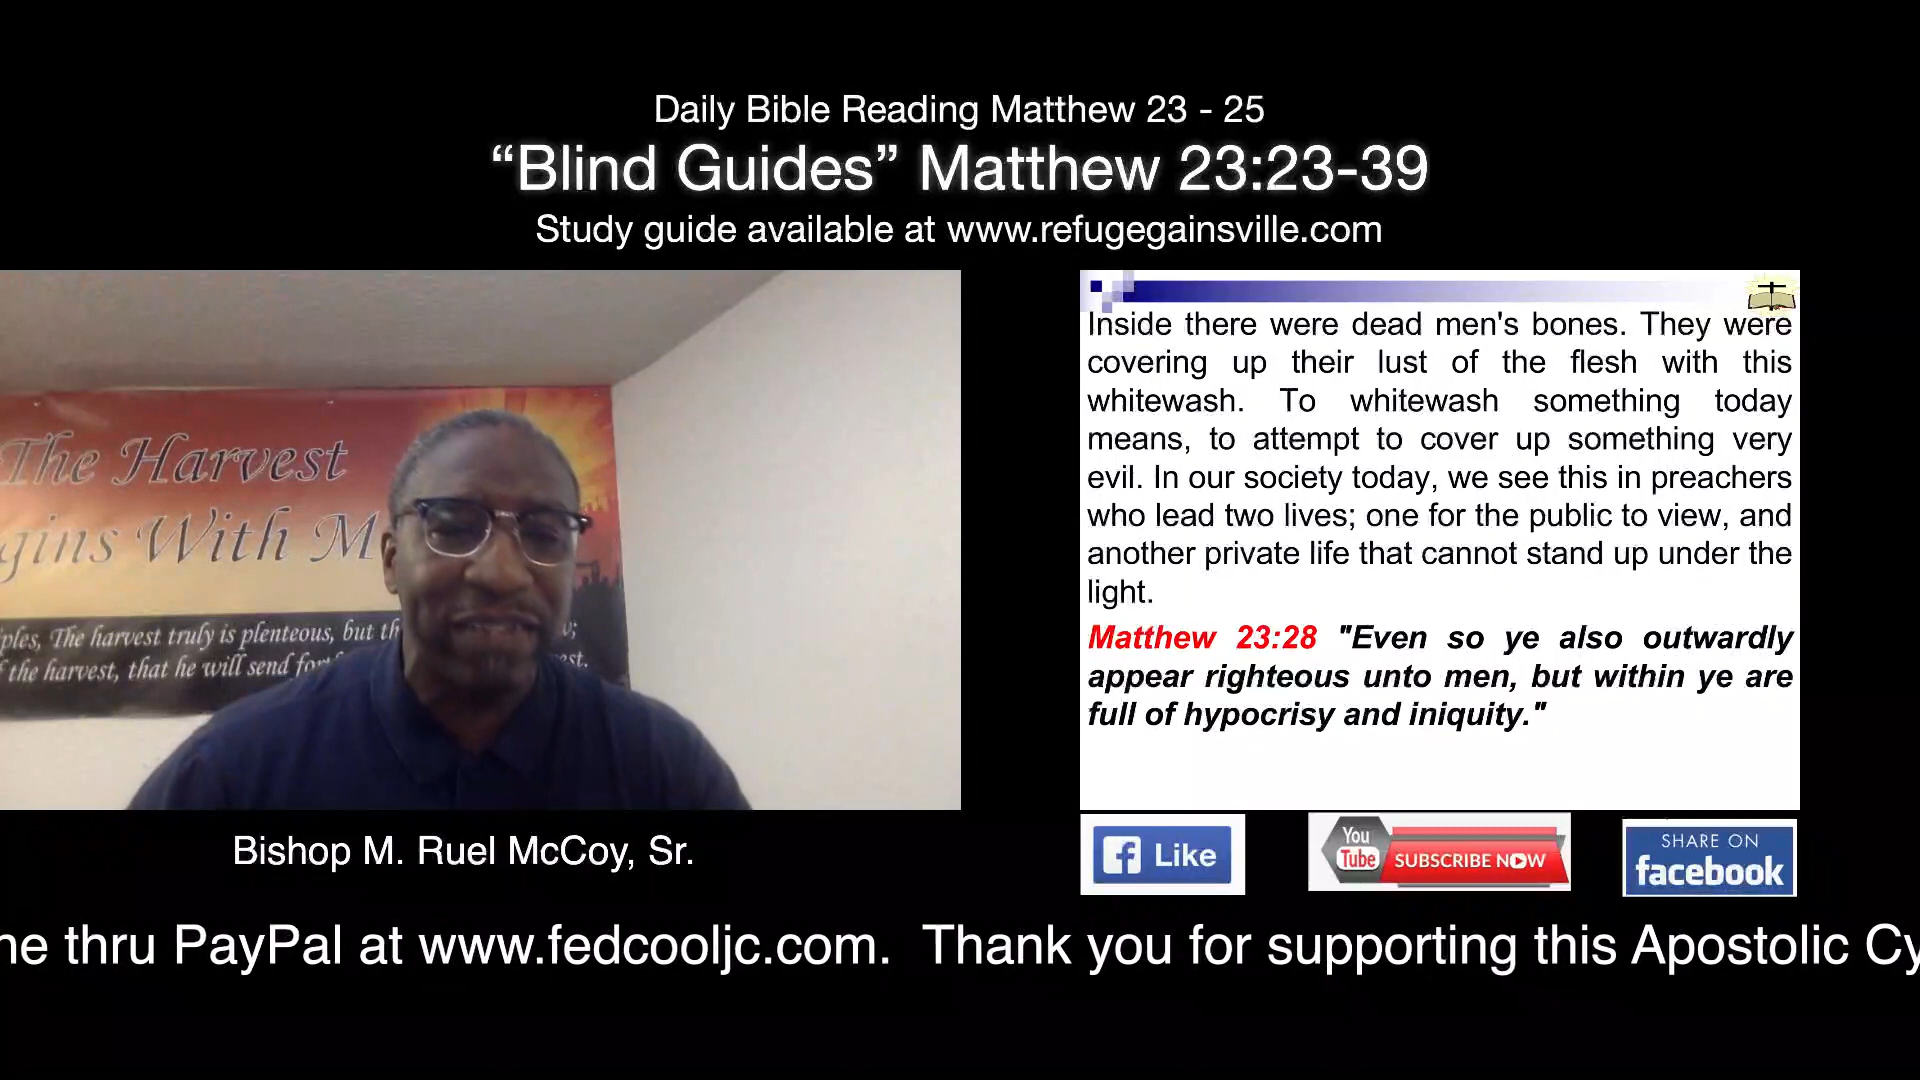 Daily Bible Reading Matthew 23 - 25
“Blind Guides” Matthew 23:23-39
Study guide available at www.refugegainsville.com
The Harvest
gins With M
ples, The harvest truly is plenteous, but th
f the harvest, that he will send for
est.
Bishop M. Ruel McCoy, Sr.
Inside there were dead men's bones. They were
covering up their lust of the flesh with this
whitewash. To whitewash something today
means, to attempt to cover up something very
evil. In our society today, we see this in preachers
who lead two lives; one for the public to view, and
another private life that cannot stand up under the
light.
Matthew 23:28 "Even so ye also outwardly
appear righteous unto men, but within ye are
full of hypocrisy and iniquity."
Like
You
Tube
SUBSCRIBE NOW
SHARE ON
facebook
ne thru PayPal at www.fedcooljc.com. Thank you for supporting this Apostolic Cy